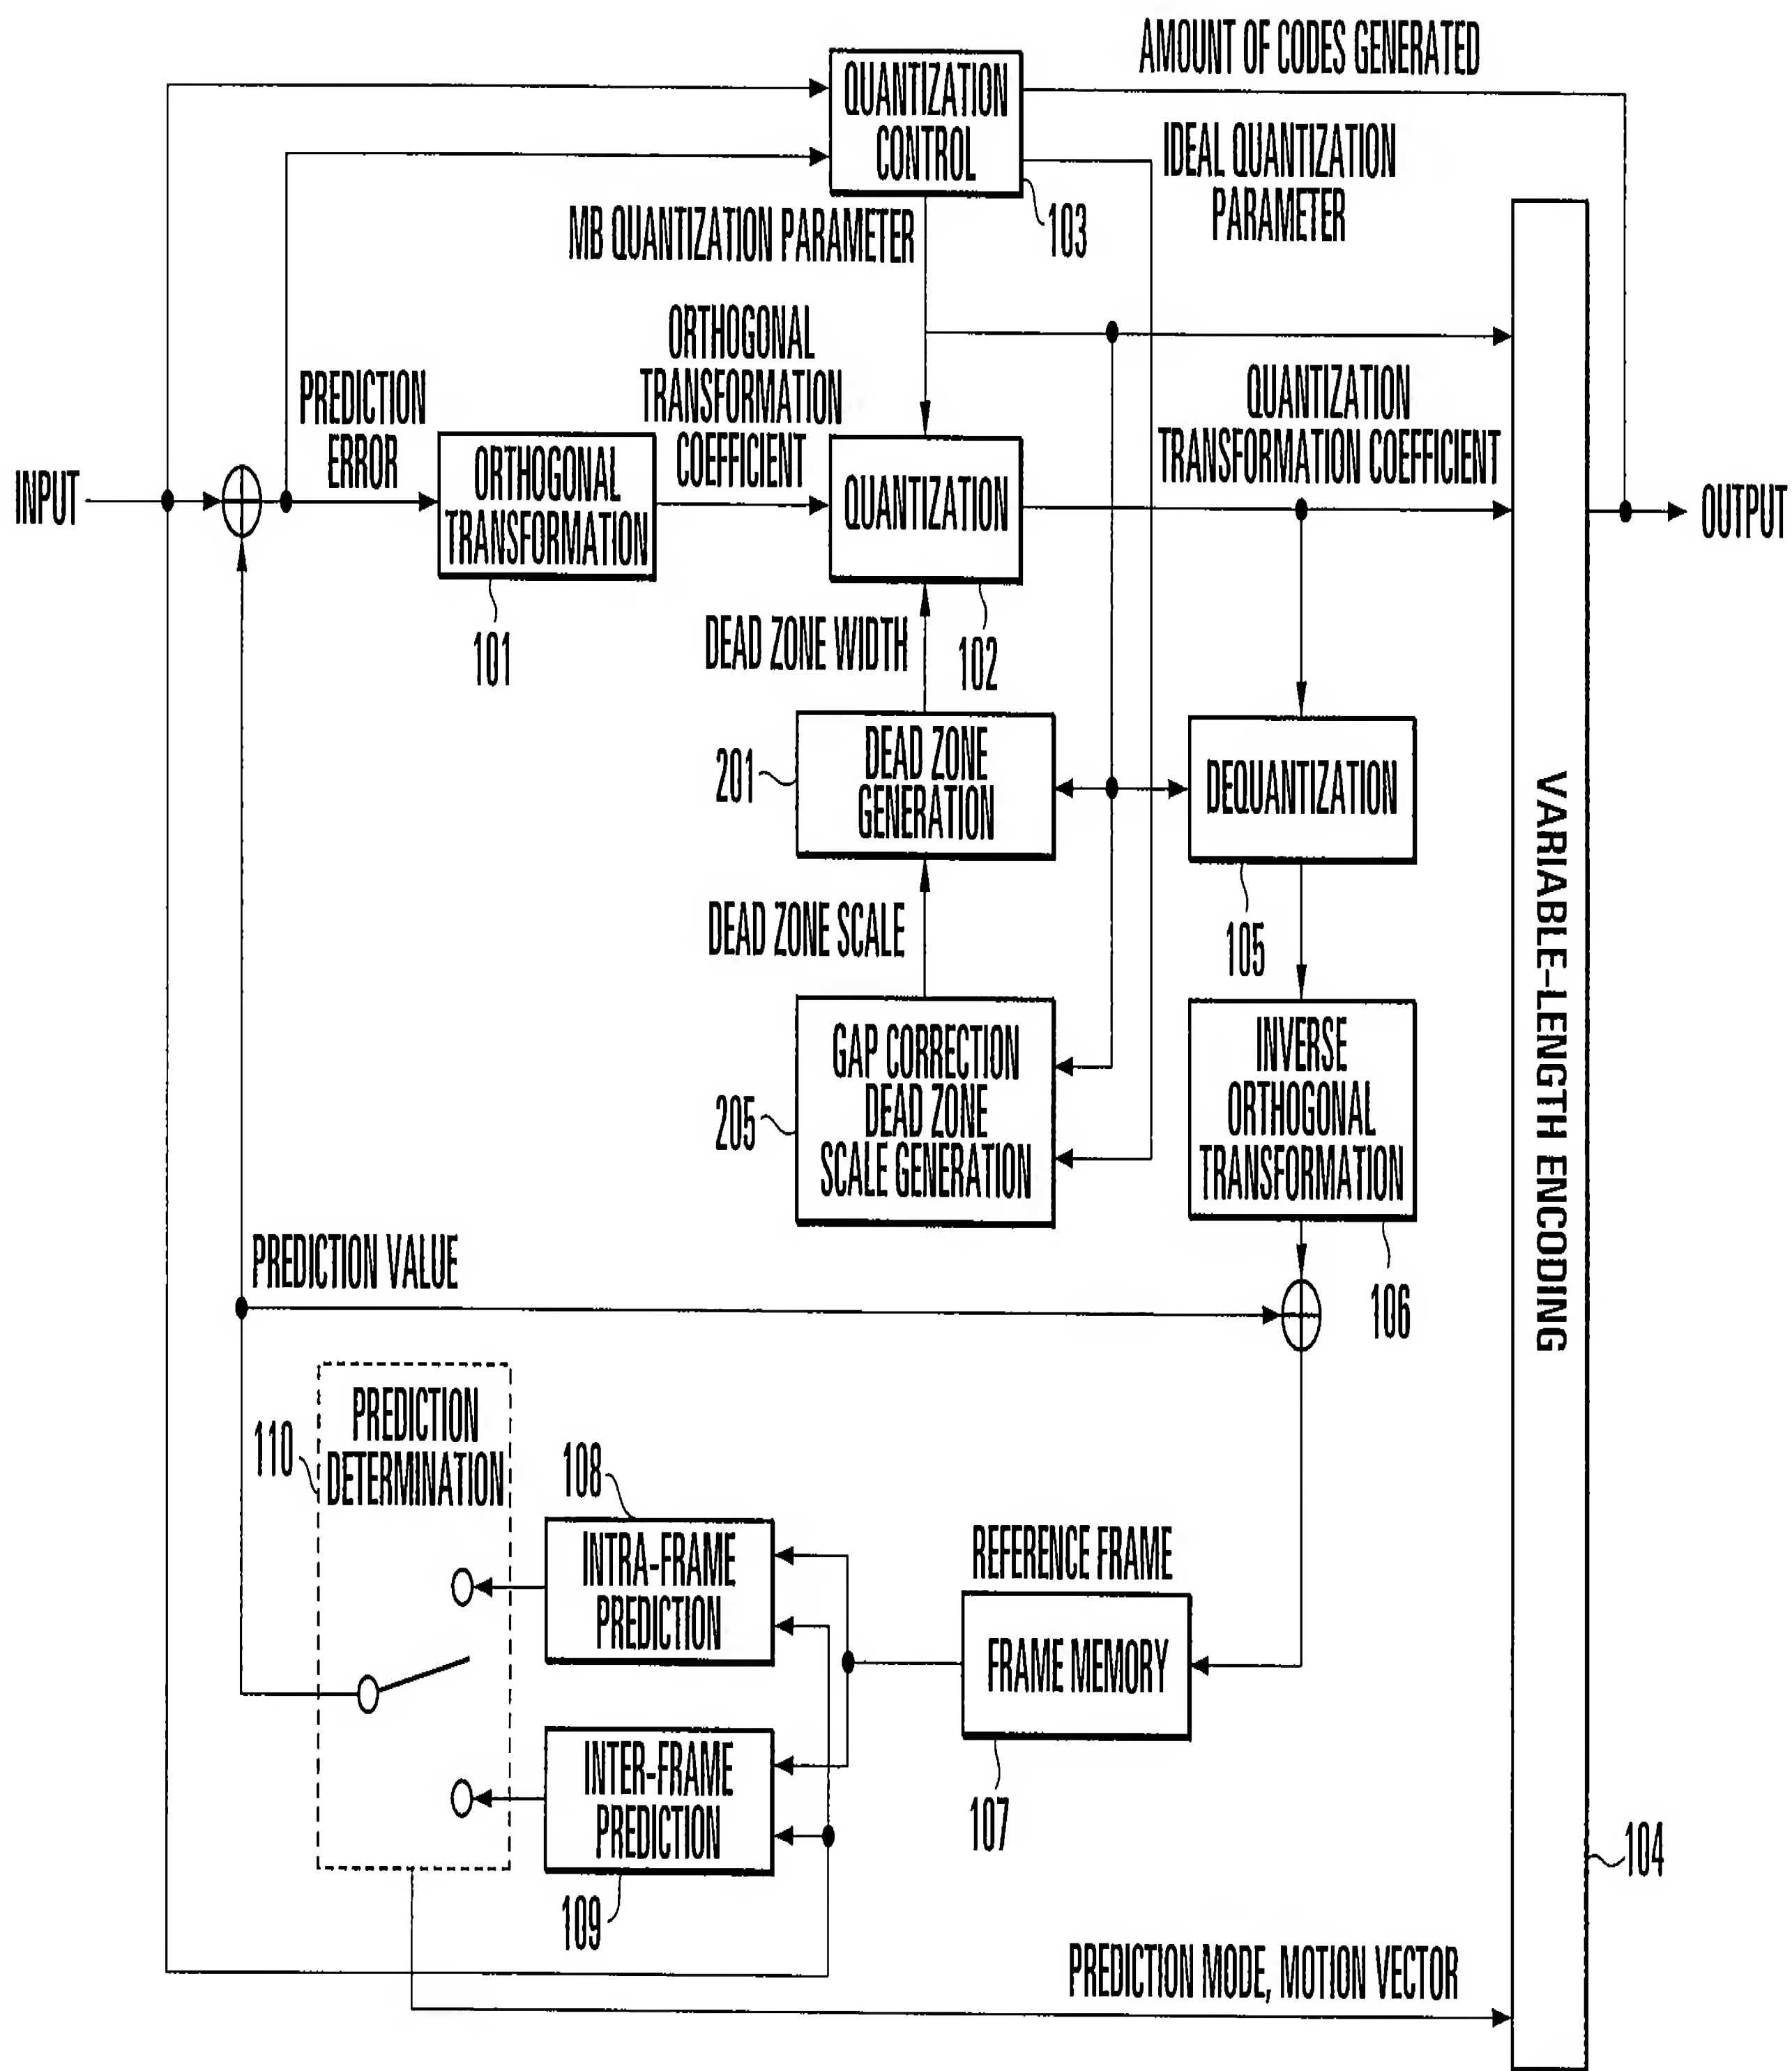 AMOUNT OF CODES GENERATED
QUANTIZATION
CONTROL
IDEAL QUANTIZATION
PARAMETER
103
MB QUANTIZATION PARAMETER
ORTHOGONAL
TRANSFORMATION
COEFFICIENT
PREDICTION
ERROR
QUANTIZATION
TRANSFORMATION COEFFICIENT
INPUT
ORTHOGONAL
TRANSFORMATION
QUANTIZATION
OUTPUT
101
DEAD ZONE WIDTH
102
201
DEAD ZONE
GENERATION
DEQUANTIZATION
VARIABLE-LENGTH ENCODING
DEAD ZONE SCALE
105
205
GAP CORRECTION
DEAD ZONE
SCALE GENERATION
INVERSE
ORTHOGONAL
TRANSFORMATION
PREDICTION VALUE
106
110
PREDICTION
DETERMINATION
108
INTRA-FRAME
PREDICTION
REFERENCE FRAME
FRAME MEMORY
INTER-FRAME
PREDICTION
107
104
109
PREDICTION MODE, MOTION VECTOR